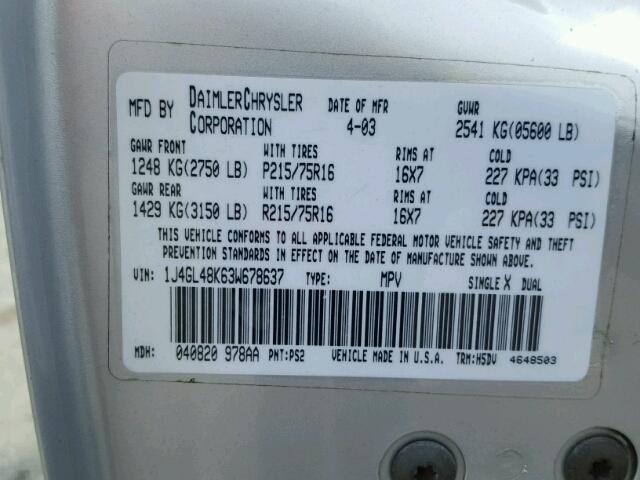 MFD BY DAIMLERCHRYSLER CORPORATION DATE OF MFR 4-03 GVWR 2541 KG(05600 LB)
GAWR FRONT WITH TIRES RIMS AT COLD
1248 KG(2750 LB) P215/75R16 16X7 227 KPA(33 PSI)
GAWR REAR WITH TIRES RIMS AT COLD
1429 KG(3150 LB) R215/75R16 16X7 227 KPA(33 PSI)
THIS VEHICLE CONFORMS TO ALL APPLICABLE FEDERAL MOTOR VEHICLE SAFETY AND THEFT
PREVENTION STANDARDS IN EFFECT ON THE DATE OF MANUFACTURE SHOWN ABOVE.
VIN: 1J4GL48K63W678637 TYPE: MPV SINGLE X DUAL
MDH: 040820 978AA PNT:PS2 VEHICLE MADE IN U.S.A. TRM:H5DV 4648503